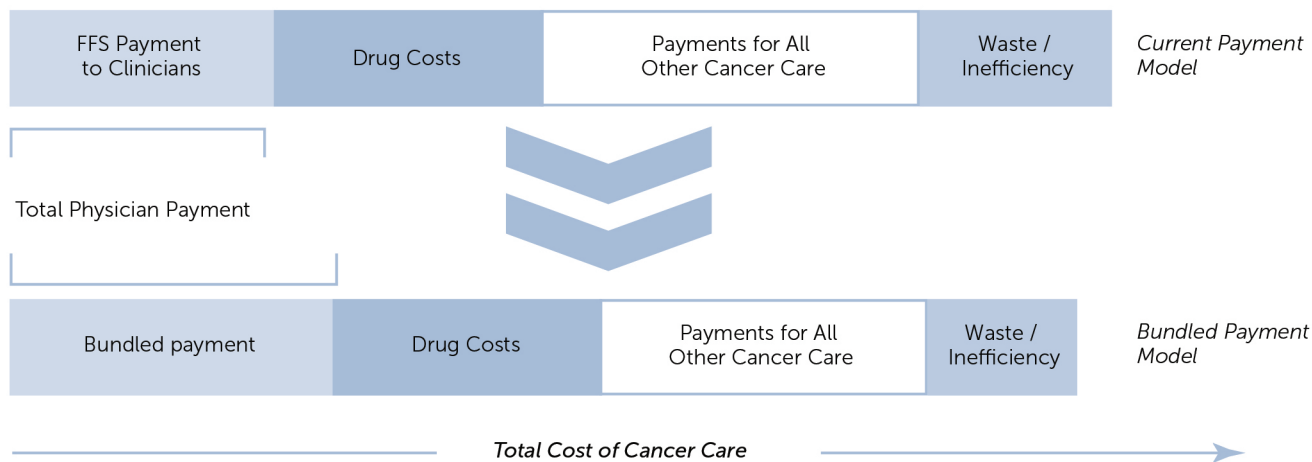 FFS Payment
to Clinicians
Drug Costs
Payments for All
Other Cancer Care
Waste /
Inefficiency
Current Payment
Model
Total Physician Payment
Bundled payment
Drug Costs
Payments for All
Other Cancer Care
Waste /
Inefficiency
Bundled Payment
Model
Total Cost of Cancer Care